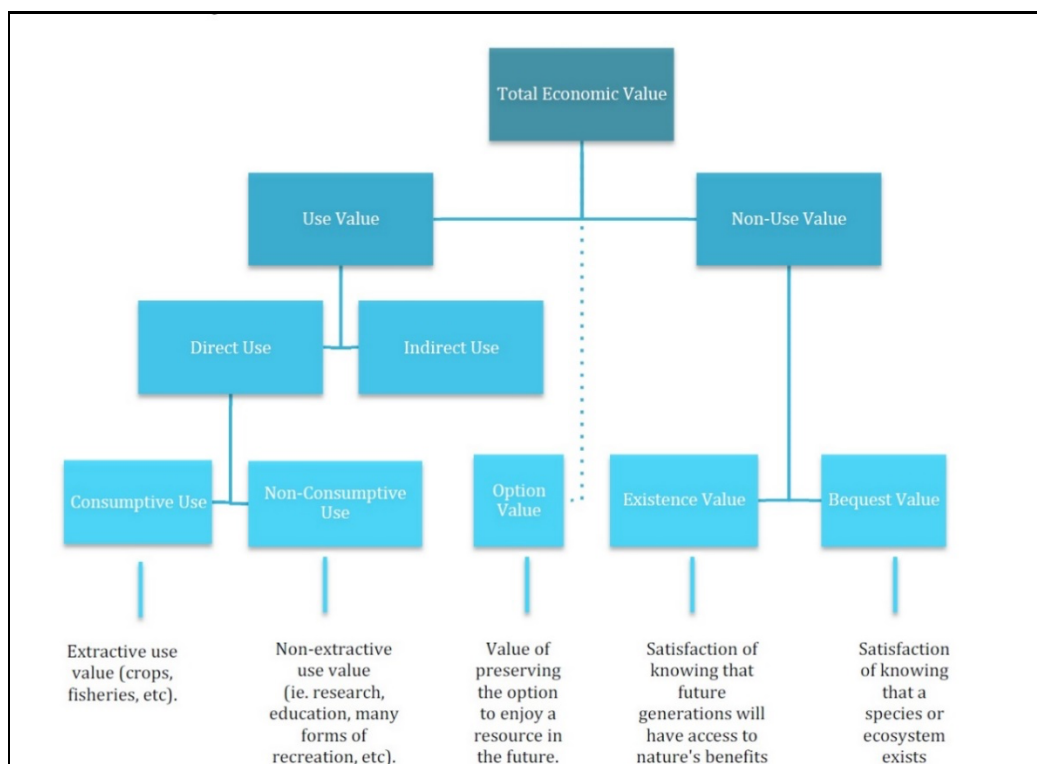 Total Economic Value
Use Value
Non-Use Value
Direct Use
Indirect Use
Consumptive Use
Non-Consumptive
Use
Option
Value
Existence Value
Bequest Value
Extractive use
value (crops,
fisheries, etc).
Non-extractive
use value
(ie. research,
education, many
forms of
recreation, etc).
Value of
preserving
the option
to enjoy a
resource in
the future.
Satisfaction of
knowing that
future
generations will
have access to
nature's benefits
Satisfaction
of knowing
that a
species or
ecosystem
exists